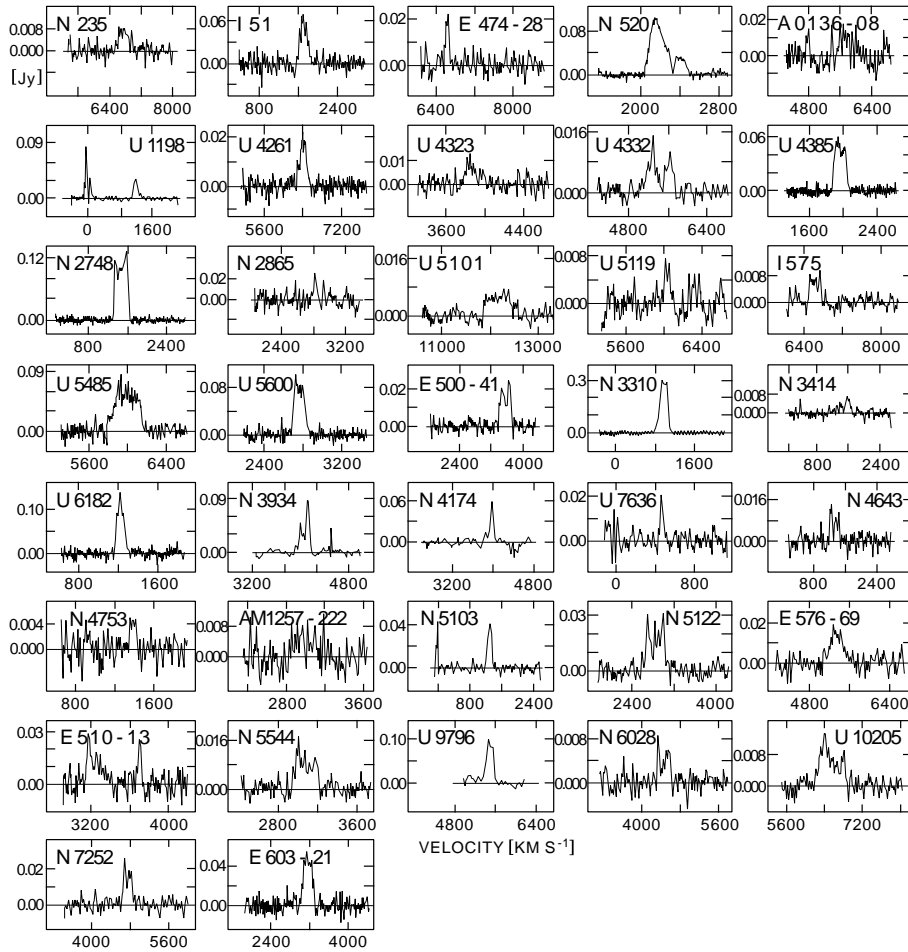 N 235 I 51 E 474 - 28 N 520 A 0136 - 08
0.008 0.06 0.02 0.10 0.02
0.000 0.00 0.00 0.00 0.00
[Jy]
6400 8000 800 2400 6400 8000 2000 2800 4800 6400
U 1198 U 4261 U 4323 U 4332 U 4385
0.09 0.02 0.01 0.016 0.06
0.00 0.00 0.00 0.000 0.00
0 1600 5600 7200 3600 4400 4800 6400 1600 2400
N 2748 N 2865 U 5101 U 5119 I 575
0.12 0.02 0.016 0.008 0.008
0.00 0.00 0.000 0.000 0.000
800 2400 2400 3200 11000 13000 5600 6400 6400 8000
U 5485 U 5600 E 500 - 41 N 3310 N 3414
0.09 0.08 0.02 0.3 0.008
0.00 0.00 0.00 0.0 0.000
5600 6400 2400 3200 2400 4000 0 1600 800 2400
U 6182 N 3934 N 4174 U 7636 N 4643
0.10 0.09 0.06 0.02 0.016
0.00 0.00 0.00 0.00 0.000
800 1600 3200 4800 3200 4800 0 800 800 2400
N 4753 AM1257 - 222 N 5103 N 5122 E 576 - 69
0.004 0.008 0.04 0.03 0.02
0.000 0.000 0.00 0.00 0.00
800 1600 2800 3600 800 2400 2400 4000 4800 6400
E 510 - 13 N 5544 U 9796 N 6028 U 10205
0.03 0.016 0.10 0.008 0.008
0.00 0.000 0.00 0.000 0.000
3200 4000 2800 3600 4800 6400 4000 5600 5600 7200
VELOCITY [KM S⁻¹]
N 7252 E 603 - 21
0.02 0.04
0.00 0.00
4000 5600 2400 4000